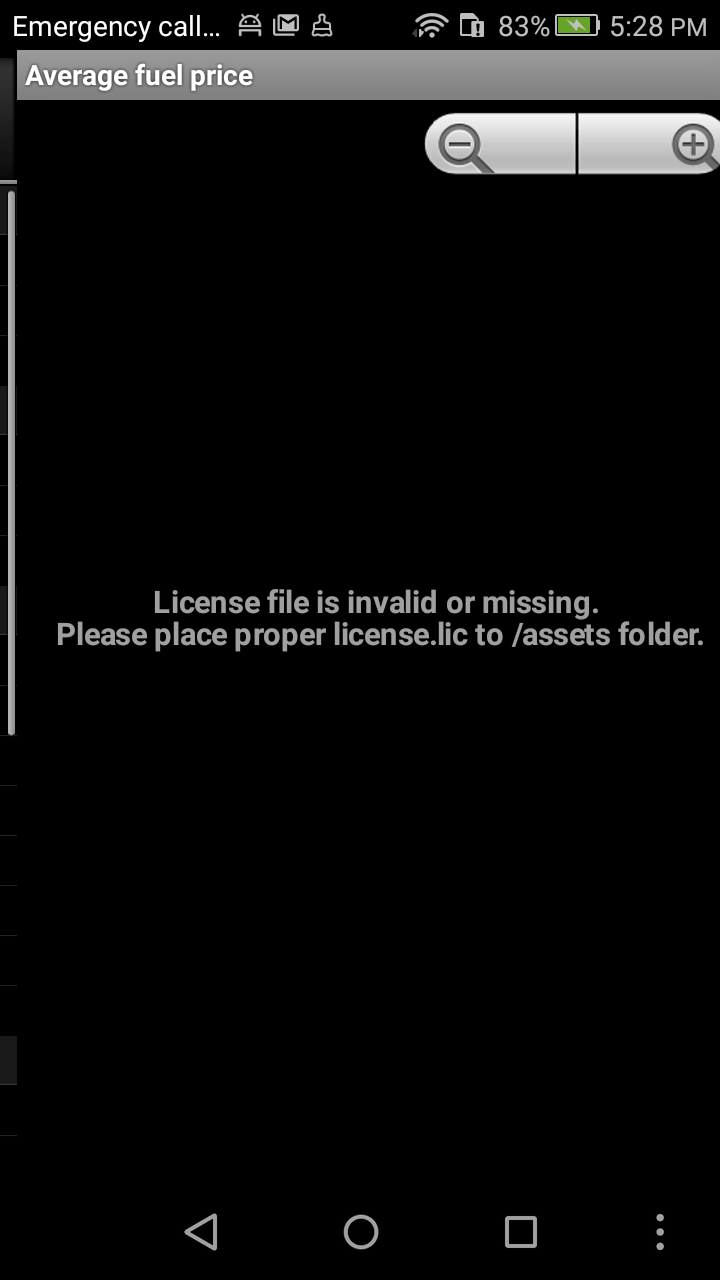 Emergency call... 83% 5:28 PM
Average fuel price
License file is invalid or missing.
Please place proper license.lic to /assets folder.